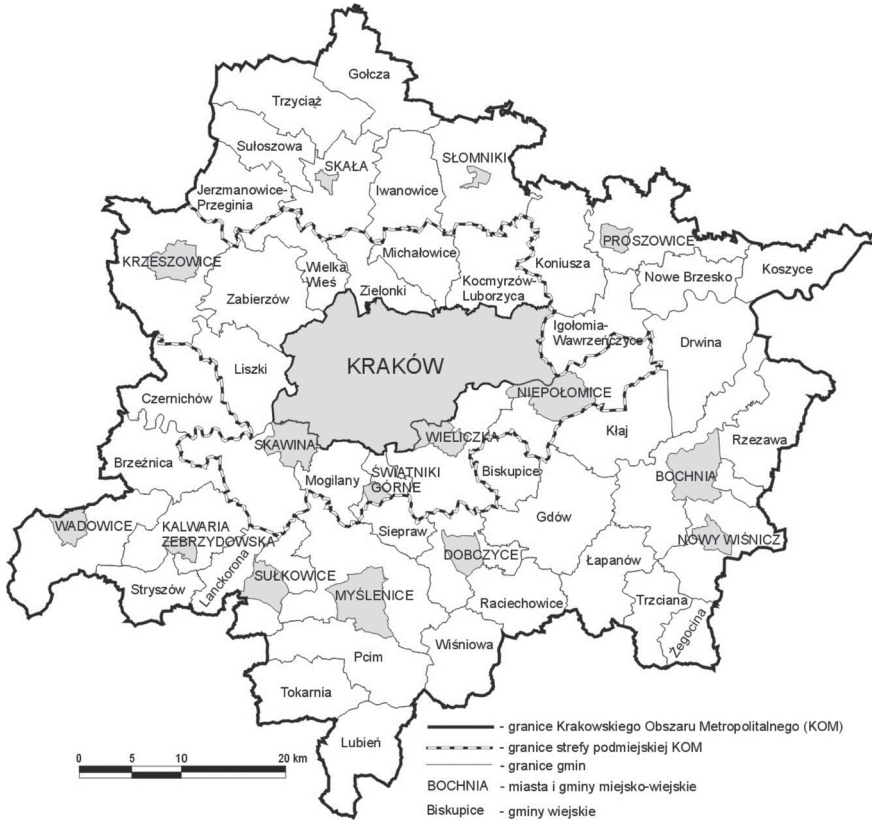 Gołcza
Trzyciąż
Sułoszowa
SKAŁA
SŁOMNIKI
Jerzmanowice-
Przeginia
Iwanowice
KRZESZOWICE
Zabierzów
Wielka
Wieś
Zielonki
Michałowice
Kocmyrzów-
Luborzyca
Koniusza
PROSZOWICE
Nowe Brzesko
Koszyce
Igołomia-
Wawrzeńczyce
Drwina
KRAKÓW
Liszki
Czernichów
NIEPOŁOMICE
Kłaj
Rzezawa
SKAWINA
WIELICZKA
Brzeźnica
Mogilany
ŚWIĄTNIKI
GÓRNE
Biskupice
BOCHNIA
Gdów
WADOWICE
KALWARIA
ZEBRZYDOWSKA
Siepraw
DOBCZYCE
NOWY WIŚNICZ
Łapanów
Stryszów
Lanckorona
SUŁKOWICE
MYŚLENICE
Raciechowice
Trzciana
Żegocina
Wiśniowa
Pcim
Tokarnia
Lubień
0 5 10 20 km
- granice Krakowskiego Obszaru Metropolitalnego (KOM)
- granice strefy podmiejskiej KOM
- granice gmin
BOCHNIA - miasta i gminy miejsko-wiejskie
Biskupice - gminy wiejskie